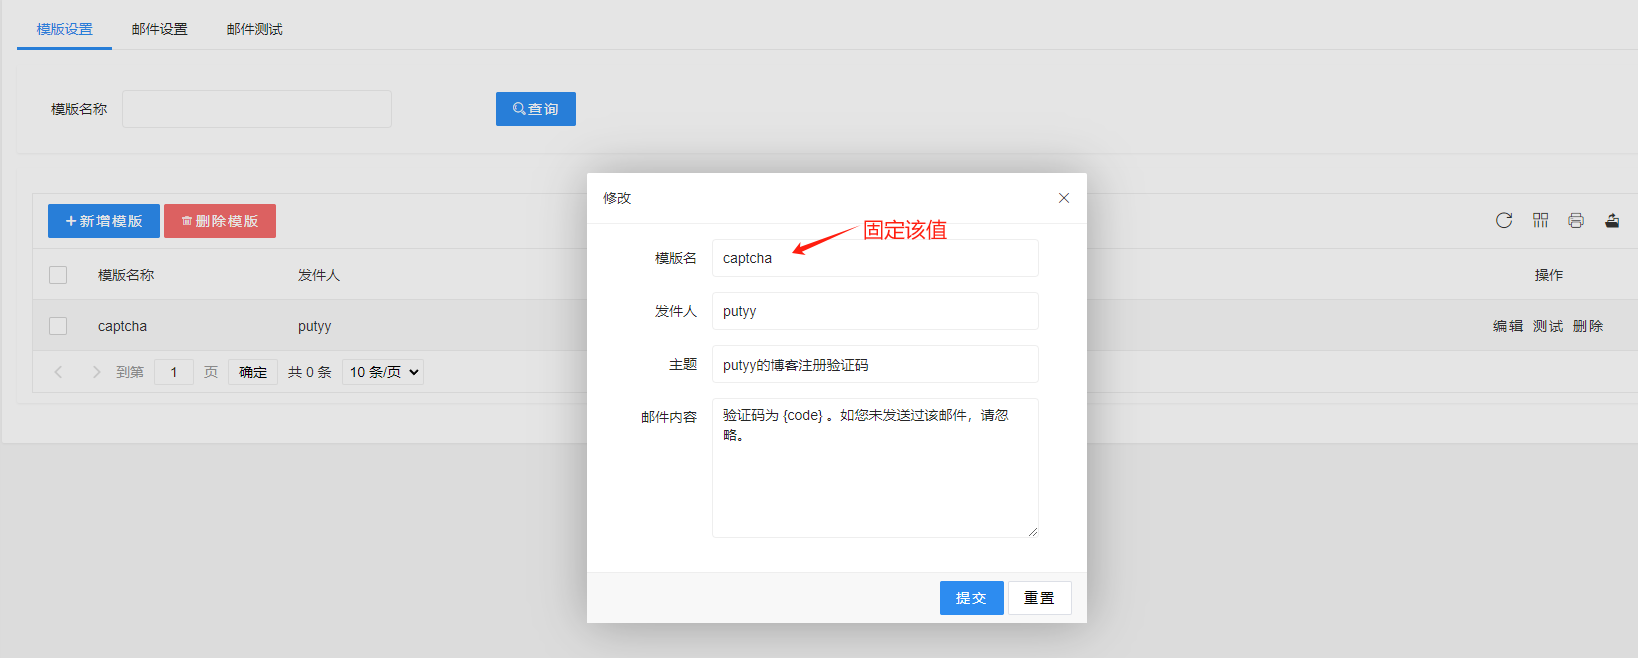 模版设置 邮件设置 邮件测试
模版名称 查询
修改
新增模版 删除模版
固定该值
模版名 captcha
模版名称 发件人 操作
发件人 putyy
captcha putyy 编辑 测试 删除
主题 putyy的博客注册验证码
到第 1 页 确定 共 0 条 10 条/页
邮件内容 验证码为 {code} 。如您未发送过该邮件，请忽
略。
提交 重置